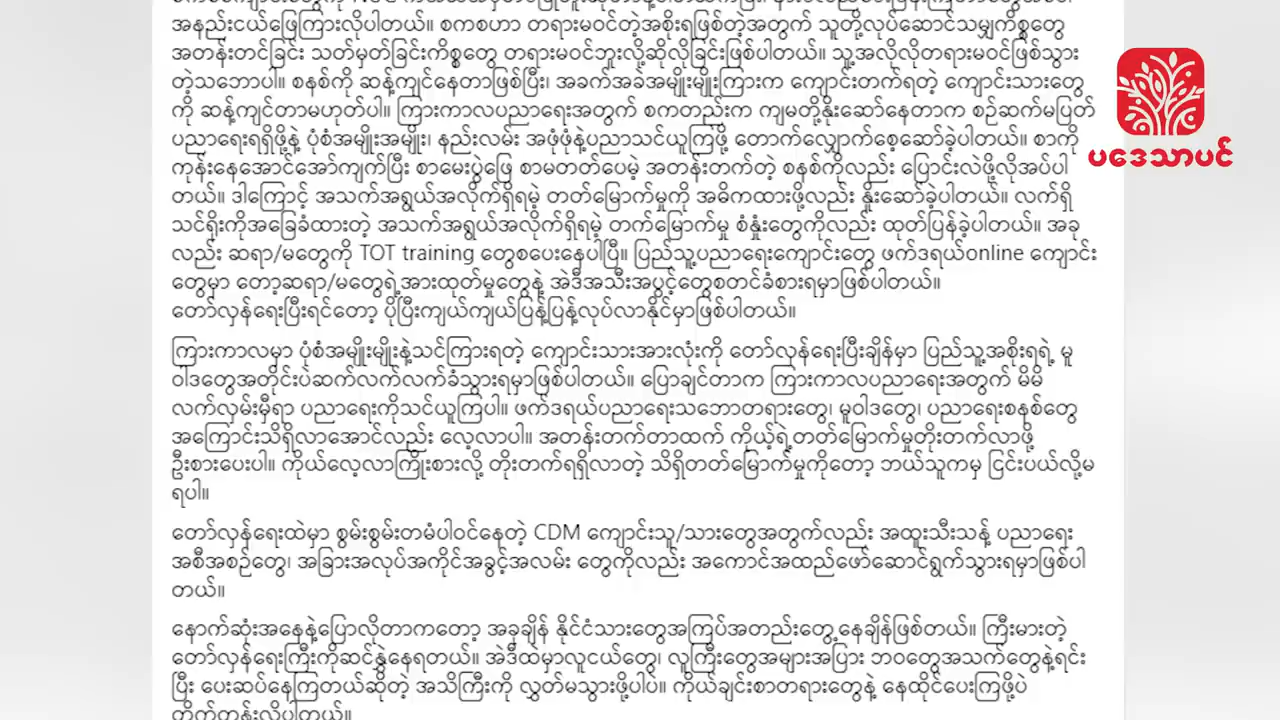 အနည်းငယ်ဖြေကြားလိုပါတယ်။ စကစဟာ တရားမဝင်တဲ့အစိုးရဖြစ်တဲ့အတွက် သူတို့လုပ်ဆောင်သမျှကိစ္စတွေ
အတန်းတင်ခြင်း သတ်မှတ်ခြင်းကိစ္စတွေ တရားမဝင်ဘူးလို့ဆိုလိုခြင်းဖြစ်ပါတယ်။ သူ့အလိုလိုတရားမဝင်ဖြစ်သွား
တဲ့သဘောပါ။ စနစ်ကို ဆန့်ကျင်နေတာဖြစ်ပြီး၊ အခက်အခဲအမျိုးမျိုးကြားက ကျောင်းတက်ရတဲ့ ကျောင်းသားတွေ
ကို ဆန့်ကျင်တာမဟုတ်ပါ။ ကြားကာလပညာရေးအတွက် စကတည်းက ကျမတို့နှိုးဆော်နေတာက စဉ်ဆက်မပြတ်
ပညာရေးရရှိဖို့နဲ့ ပုံစံအမျိုးအမျိုး၊ နည်းလမ်း အဖုံဖုံနဲ့ပညာသင်ယူကြဖို့ တောက်လျှောက်စေ့ဆော်ခဲ့ပါတယ်။ စာကို
ကုန်းနေအောင်အော်ကျက်ပြီး စာမေးပွဲဖြေ စာမတတ်ပေမဲ့ အတန်းတက်တဲ့ စနစ်ကိုလည်း ပြောင်းလဲဖို့လိုအပ်ပါ
တယ်။ ဒါကြောင့် အသက်အရွယ်အလိုက်ရှိရမဲ့ တတ်မြောက်မှုကို အဓိကထားဖို့လည်း နှိုးဆော်ခဲ့ပါတယ်။ လက်ရှိ
သင်ရိုးကိုအခြေခံထားတဲ့ အသက်အရွယ်အလိုက်ရှိရမဲ့ တက်မြောက်မှု စံနှုံးတွေကိုလည်း ထုတ်ပြန်ခဲ့ပါတယ်။ အခု
လည်း ဆရာ/မတွေကို TOT training တွေစပေးနေပါပြီ။ ပြည်သူ့ပညာရေးကျောင်းတွေ ဖက်ဒရယ်online ကျောင်း
တွေမှာ တော့ဆရာ/မတွေရဲ့အားထုတ်မှုတွေနဲ့ အဲဒီအသီးအပွင့်တွေစတင်ခံစားရမှာဖြစ်ပါတယ်။
တော်လှန်ရေးပြီးရင်တော့ ပိုပြီးကျယ်ကျယ်ပြန့်ပြန့်လုပ်လာနိုင်မှာဖြစ်ပါတယ်။
ကြားကာလမှာ ပုံစံအမျိုးမျိုးနဲ့သင်ကြားရတဲ့ ကျောင်းသားအားလုံးကို တော်လှန်ရေးပြီးချိန်မှာ ပြည်သူ့အစိုးရရဲ့ မူ
ဝါဒတွေအတိုင်းပဲဆက်လက်လက်ခံသွားရမှာဖြစ်ပါတယ်။ ပြောချင်တာက ကြားကာလပညာရေးအတွက် မိမိ
လက်လှမ်းမှီရာ ပညာရေးကိုသင်ယူကြပါ။ ဖက်ဒရယ်ပညာရေးသဘောတရားတွေ၊ မူဝါဒတွေ၊ ပညာရေးစနစ်တွေ
အကြောင်းသိရှိလာအောင်လည်း လေ့လာပါ။ အတန်းတက်တာထက် ကိုယ့်ရဲ့တတ်မြောက်မှုတိုးတက်လာဖို့
ဦးစားပေးပါ။ ကိုယ်လေ့လာကြိုးစားလို့ တိုးတက်ရရှိလာတဲ့ သိရှိတတ်မြောက်မှုကိုတော့ ဘယ်သူကမှ ငြင်းပယ်လို့မ
ရပါ။
တော်လှန်ရေးထဲမှာ စွမ်းစွမ်းတမံပါဝင်နေတဲ့ CDM ကျောင်းသူ/သားတွေအတွက်လည်း အထူးသီးသန့် ပညာရေး
အစီအစဉ်တွေ၊ အခြားအလုပ်အကိုင်အခွင့်အလမ်း တွေကိုလည်း အကောင်အထည်ဖော်ဆောင်ရွက်သွားရမှာဖြစ်ပါ
တယ်။
နောက်ဆုံးအနေနဲ့ပြောလိုတာကတော့ အခုချိန် နိုင်ငံသားတွေအကြပ်အတည်းတွေ့နေချိန်ဖြစ်တယ်။ ကြီးမားတဲ့
တော်လှန်ရေးကြီးကိုဆင်နွှဲနေရတယ်။ အဲဒီထဲမှာလူငယ်တွေ၊ လူကြီးတွေအများအပြား ဘဝတွေအသက်တွေနဲ့ရင်း
ပြီး ပေးဆပ်နေကြတယ်ဆိုတဲ့ အသိကြီးကို လွှတ်မသွားဖို့ပါပဲ။ ကိုယ်ချင်းစာတရားတွေနဲ့ နေထိုင်ပေးကြဖို့ပဲ
တိုက်တွန်းလိုပါတယ်။
ပဒေသာပင်